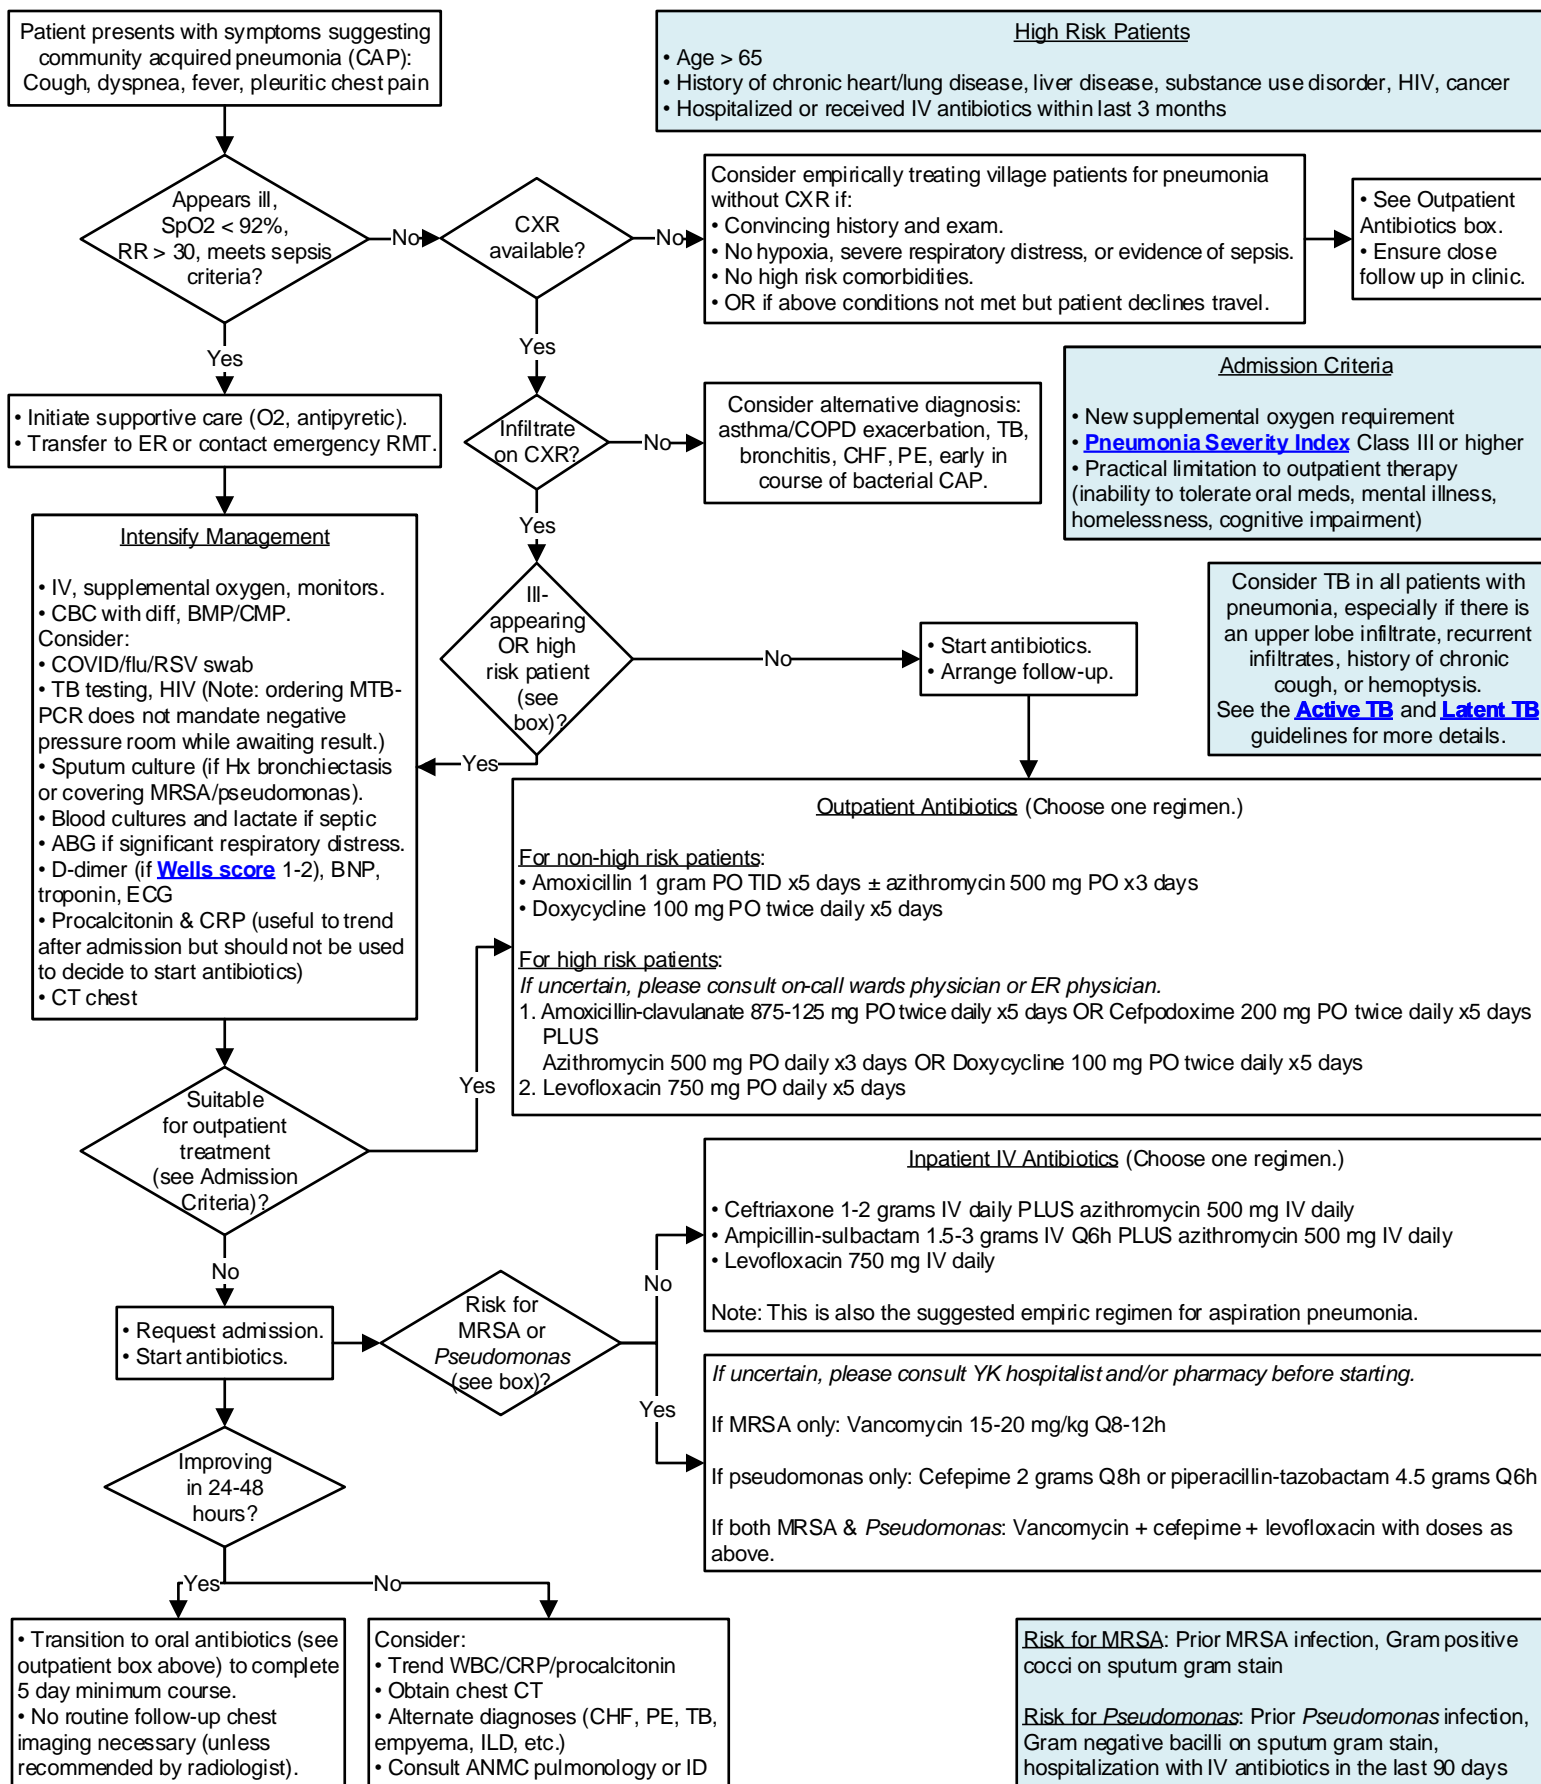 Patient presents with symptoms suggesting
community acquired pneumonia (CAP):
Cough, dyspnea, fever, pleuritic chest pain
High Risk Patients
• Age > 65
• History of chronic heart/lung disease, liver disease, substance use disorder, HIV, cancer
• Hospitalized or received IV antibiotics within last 3 months
Appears ill,
SpO2 < 92%,
RR > 30, meets sepsis
criteria?
No
CXR
available?
No
Consider empirically treating village patients for pneumonia
without CXR if:
• Convincing history and exam.
• No hypoxia, severe respiratory distress, or evidence of sepsis.
• No high risk comorbidities.
• OR if above conditions not met but patient declines travel.
• See Outpatient
Antibiotics box.
• Ensure close
follow up in clinic.
Yes
Yes
• Initiate supportive care (O2, antipyretic).
• Transfer to ER or contact emergency RMT.
Infiltrate
on CXR?
No
Consider alternative diagnosis:
asthma/COPD exacerbation, TB,
bronchitis, CHF, PE, early in
course of bacterial CAP.
Admission Criteria
• New supplemental oxygen requirement
• Pneumonia Severity Index Class III or higher
• Practical limitation to outpatient therapy
(inability to tolerate oral meds, mental illness,
homelessness, cognitive impairment)
Yes
Intensify Management
• IV, supplemental oxygen, monitors.
• CBC with diff, BMP/CMP.
Consider:
• COVID/flu/RSV swab
• TB testing, HIV (Note: ordering MTB-
PCR does not mandate negative
pressure room while awaiting result.)
• Sputum culture (if Hx bronchiectasis
or covering MRSA/pseudomonas).
• Blood cultures and lactate if septic
• ABG if significant respiratory distress.
• D-dimer (if Wells score 1-2), BNP,
troponin, ECG
• Procalcitonin & CRP (useful to trend
after admission but should not be used
to decide to start antibiotics)
• CT chest
Ill-
appearing
OR high
risk patient
(see
box)?
No
• Start antibiotics.
• Arrange follow-up.
Yes
Consider TB in all patients with
pneumonia, especially if there is
an upper lobe infiltrate, recurrent
infiltrates, history of chronic
cough, or hemoptysis.
See the Active TB and Latent TB
guidelines for more details.
Outpatient Antibiotics (Choose one regimen.)
For non-high risk patients:
• Amoxicillin 1 gram PO TID x5 days ± azithromycin 500 mg PO x3 days
• Doxycycline 100 mg PO twice daily x5 days
For high risk patients:
If uncertain, please consult on-call wards physician or ER physician.
1. Amoxicillin-clavulanate 875-125 mg PO twice daily x5 days OR Cefpodoxime 200 mg PO twice daily x5 days
PLUS
Azithromycin 500 mg PO daily x3 days OR Doxycycline 100 mg PO twice daily x5 days
2. Levofloxacin 750 mg PO daily x5 days
Suitable
for outpatient
treatment
(see Admission
Criteria)?
Yes
No
• Request admission.
• Start antibiotics.
Risk for
MRSA or
Pseudomonas
(see box)?
No
Yes
Inpatient IV Antibiotics (Choose one regimen.)
• Ceftriaxone 1-2 grams IV daily PLUS azithromycin 500 mg IV daily
• Ampicillin-sulbactam 1.5-3 grams IV Q6h PLUS azithromycin 500 mg IV daily
• Levofloxacin 750 mg IV daily
Note: This is also the suggested empiric regimen for aspiration pneumonia.
If uncertain, please consult YK hospitalist and/or pharmacy before starting.
If MRSA only: Vancomycin 15-20 mg/kg Q8-12h
If pseudomonas only: Cefepime 2 grams Q8h or piperacillin-tazobactam 4.5 grams Q6h
If both MRSA & Pseudomonas: Vancomycin + cefepime + levofloxacin with doses as
above.
Improving
in 24-48
hours?
Yes
No
• Transition to oral antibiotics (see
outpatient box above) to complete
5 day minimum course.
• No routine follow-up chest
imaging necessary (unless
recommended by radiologist).
Consider:
• Trend WBC/CRP/procalcitonin
• Obtain chest CT
• Alternate diagnoses (CHF, PE, TB,
empyema, ILD, etc.)
• Consult ANMC pulmonology or ID
Risk for MRSA: Prior MRSA infection, Gram positive
cocci on sputum gram stain
Risk for Pseudomonas: Prior Pseudomonas infection,
Gram negative bacilli on sputum gram stain,
hospitalization with IV antibiotics in the last 90 days